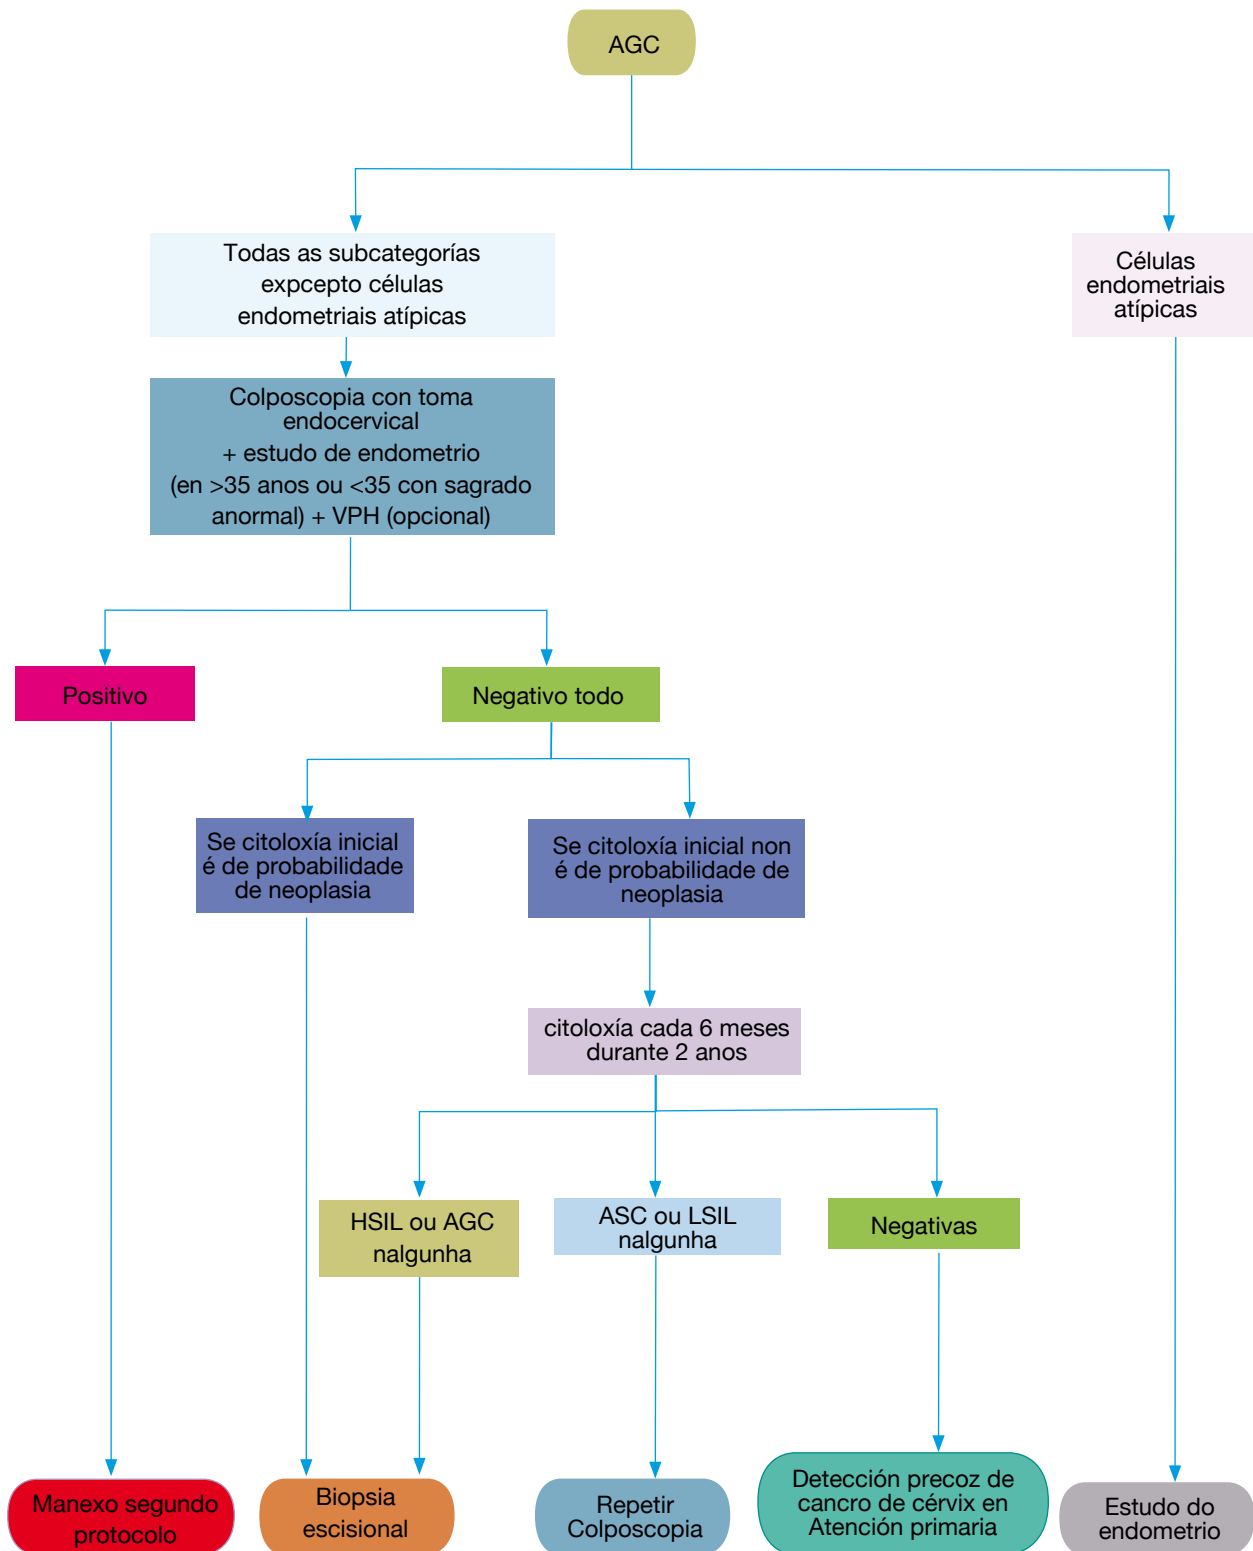 AGC
Todas as subcategorías
expcepto células
endometriais atípicas
Células
endometriais
atípicas
Colposcopia con toma
endocervical
+ estudo de endometrio
(en >35 anos ou <35 con sagrado
anormal) + VPH (opcional)
Positivo
Negativo todo
Se citoloxía inicial
é de probabilidade
de neoplasia
Se citoloxía inicial non
é de probabilidade de
neoplasia
citoloxía cada 6 meses
durante 2 anos
HSIL ou AGC
nalgunha
ASC ou LSIL
nalgunha
Negativas
Manexo segundo
protocolo
Biopsia
escisional
Repetir
Colposcopia
Detección precoz de
cancro de cérvix en
Atención primaria
Estudo do
endometrio